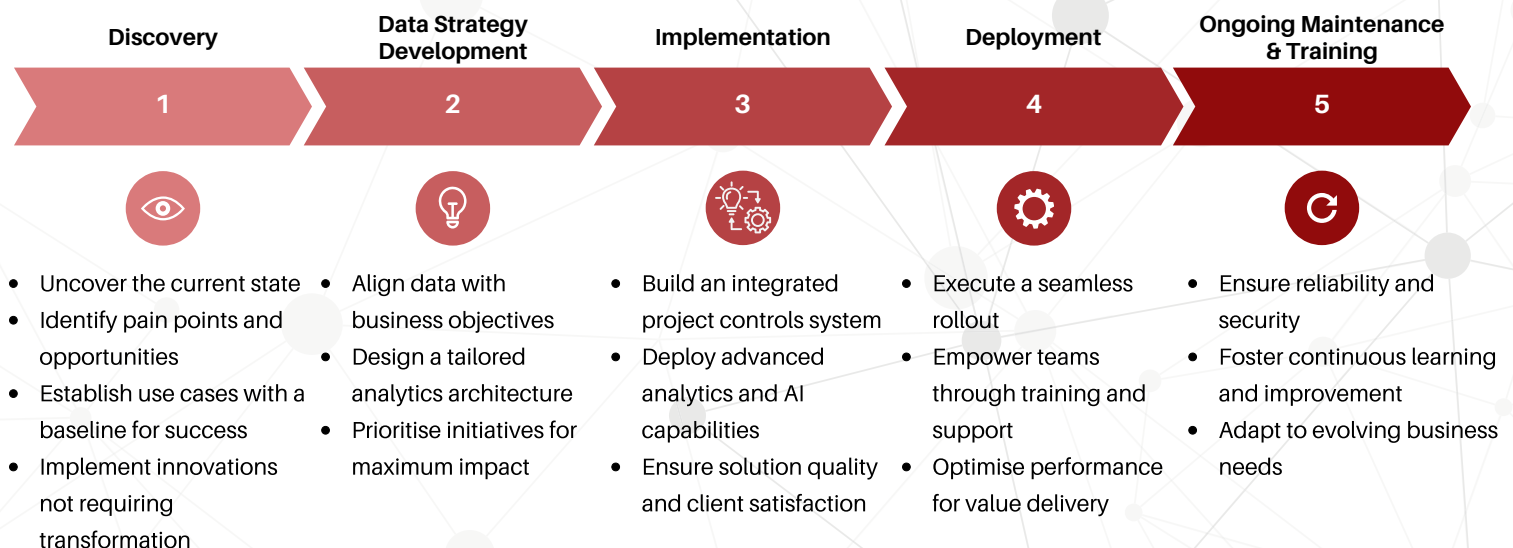 Discovery
Data Strategy
Development
Implementation
Deployment
Ongoing Maintenance
& Training
1
2
3
4
5
• Uncover the current state
• Identify pain points and
opportunities
• Establish use cases with a
baseline for success
• Implement innovations
not requiring
transformation
• Align data with
business objectives
• Design a tailored
analytics architecture
• Prioritise initiatives for
maximum impact
• Build an integrated
project controls system
• Deploy advanced
analytics and AI
capabilities
• Ensure solution quality
and client satisfaction
• Execute a seamless
rollout
• Empower teams
through training and
support
• Optimise performance
for value delivery
• Ensure reliability and
security
• Foster continuous learning
and improvement
• Adapt to evolving business
needs